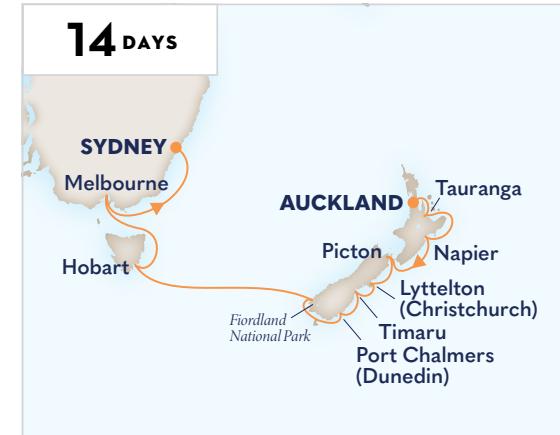 14 DAYS
SYDNEY
Melbourne
Hobart
AUCKLAND
Tauranga
Picton
Napier
Lyttelton
(Christchurch)
Timaru
Port Chalmers
(Dunedin)
Fiordland
National Park